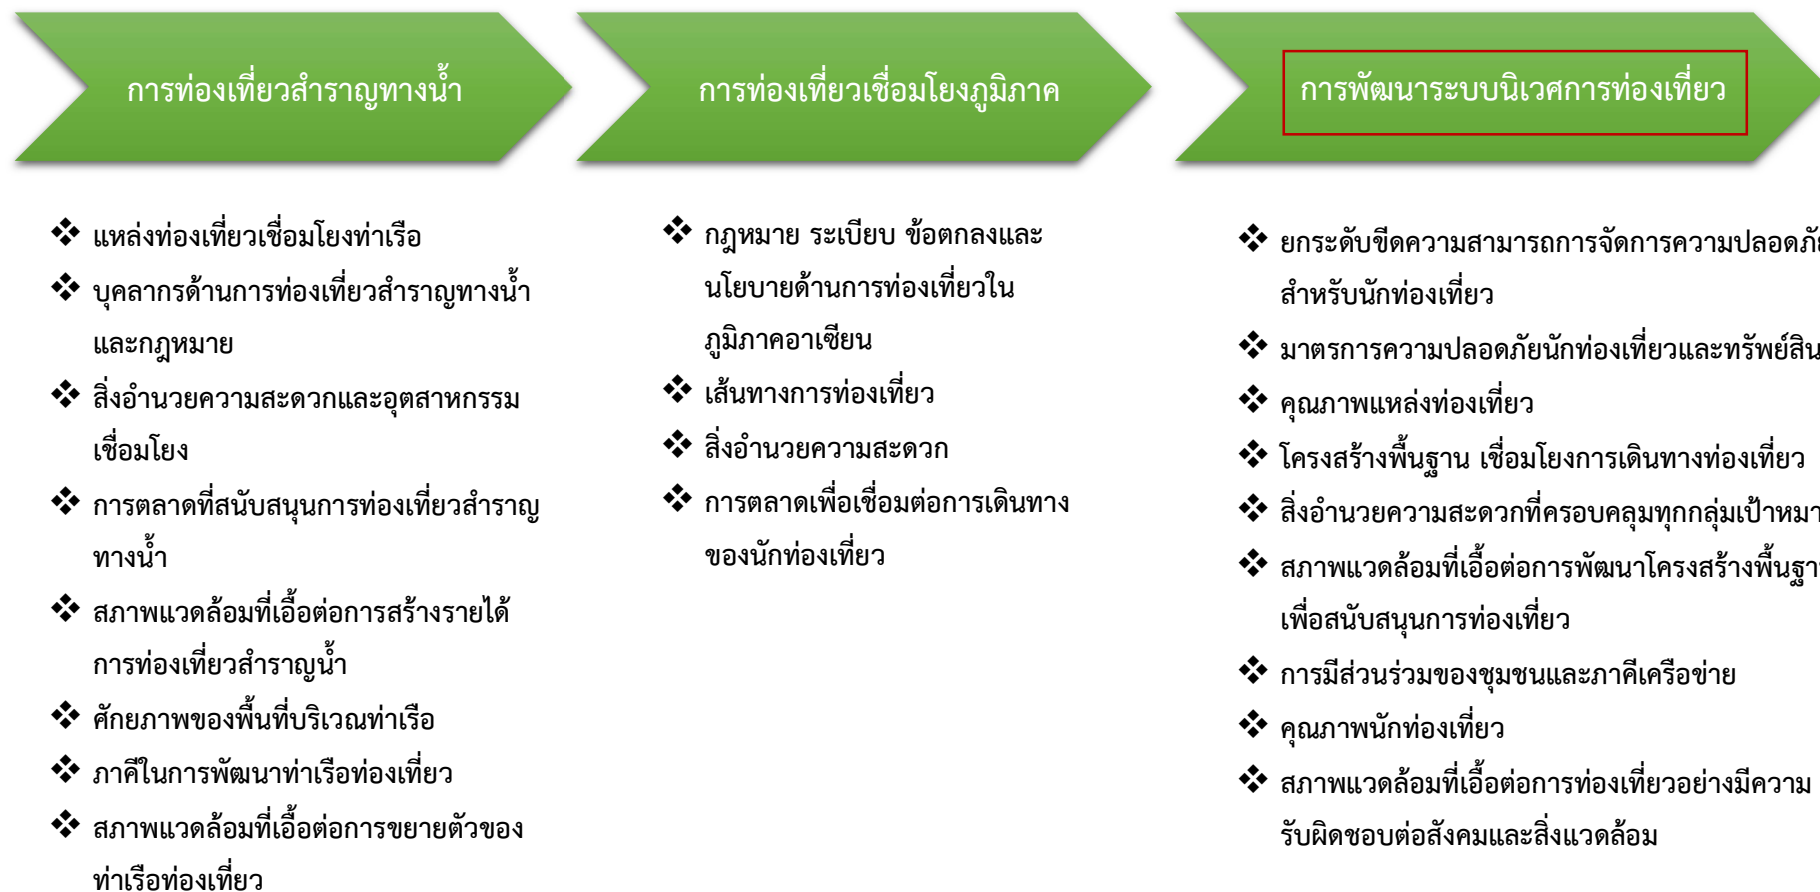 การท่องเที่ยวสำราญทางน้ำ
แหล่งท่องเที่ยวเชื่อมโยงท่าเรือ
บุคลากรด้านการท่องเที่ยวสำราญทางน้ำ
และกฎหมาย
สิ่งอำนวยความสะดวกและอุตสาหกรรม
เชื่อมโยง
การตลาดที่สนับสนุนการท่องเที่ยวสำราญ
ทางน้ำ
สภาพแวดล้อมที่เอื้อต่อการสร้างรายได้
การท่องเที่ยวสำราญน้ำ
ศักยภาพของพื้นที่บริเวณท่าเรือ
ภาคีในการพัฒนาท่าเรือท่องเที่ยว
สภาพแวดล้อมที่เอื้อต่อการขยายตัวของ
ท่าเรือท่องเที่ยว
การท่องเที่ยวเชื่อมโยงภูมิภาค
กฎหมาย ระเบียบ ข้อตกลงและ
นโยบายด้านการท่องเที่ยวใน
ภูมิภาคอาเซียน
เส้นทางการท่องเที่ยว
สิ่งอำนวยความสะดวก
การตลาดเพื่อเชื่อมต่อการเดินทาง
ของนักท่องเที่ยว
การพัฒนาระบบนิเวศการท่องเที่ยว
ยกระดับขีดความสามารถการจัดการความปลอดภั
สำหรับนักท่องเที่ยว
มาตรการความปลอดภัยนักท่องเที่ยวและทรัพย์สิน
คุณภาพแหล่งท่องเที่ยว
โครงสร้างพื้นฐาน เชื่อมโยงการเดินทางท่องเที่ยว
สิ่งอำนวยความสะดวกที่ครอบคลุมทุกกลุ่มเป้าหมา
สภาพแวดล้อมที่เอื้อต่อการพัฒนาโครงสร้างพื้นฐา
เพื่อสนับสนุนการท่องเที่ยว
การมีส่วนร่วมของชุมชนและภาคีเครือข่าย
คุณภาพนักท่องเที่ยว
สภาพแวดล้อมที่เอื้อต่อการท่องเที่ยวอย่างมีความ
รับผิดชอบต่อสังคมและสิ่งแวดล้อม